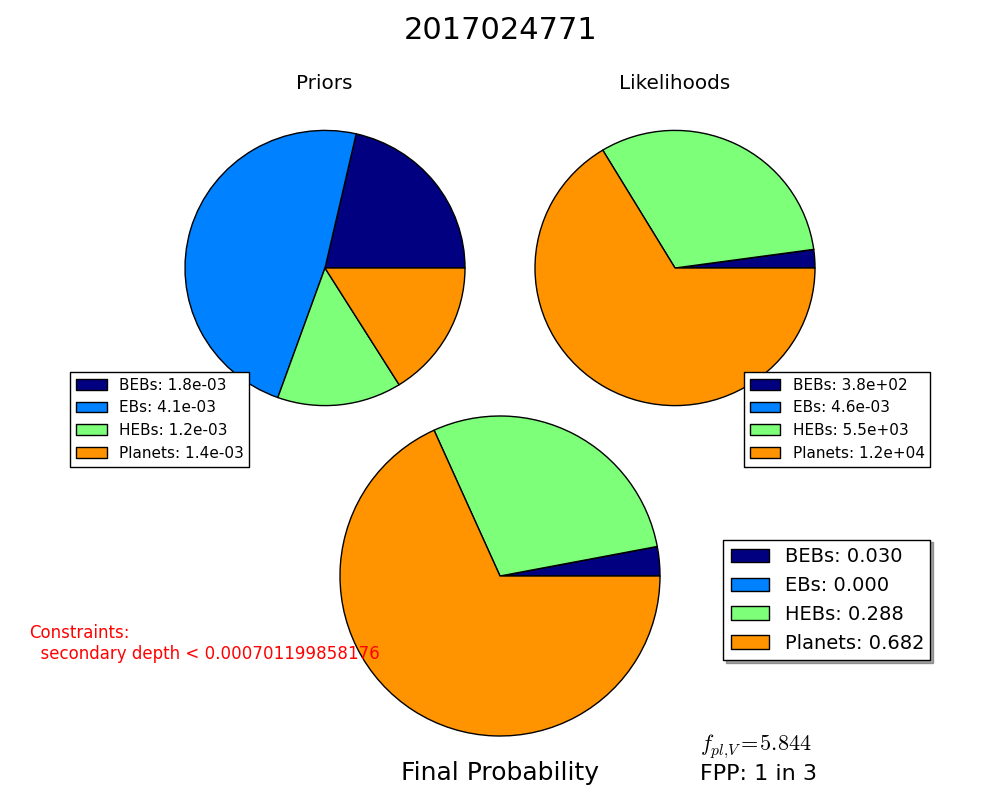 2017024771
Priors
Likelihoods
BEBs: 1.8e-03
EBs: 4.1e-03
HEBs: 1.2e-03
Planets: 1.4e-03
BEBs: 3.8e+02
EBs: 4.6e-03
HEBs: 5.5e+03
Planets: 1.2e+04
BEBs: 0.030
EBs: 0.000
HEBs: 0.288
Planets: 0.682
Constraints:
secondary depth < 0.000701199858176
f_{pl,V}=5.844
Final Probability
FPP: 1 in 3